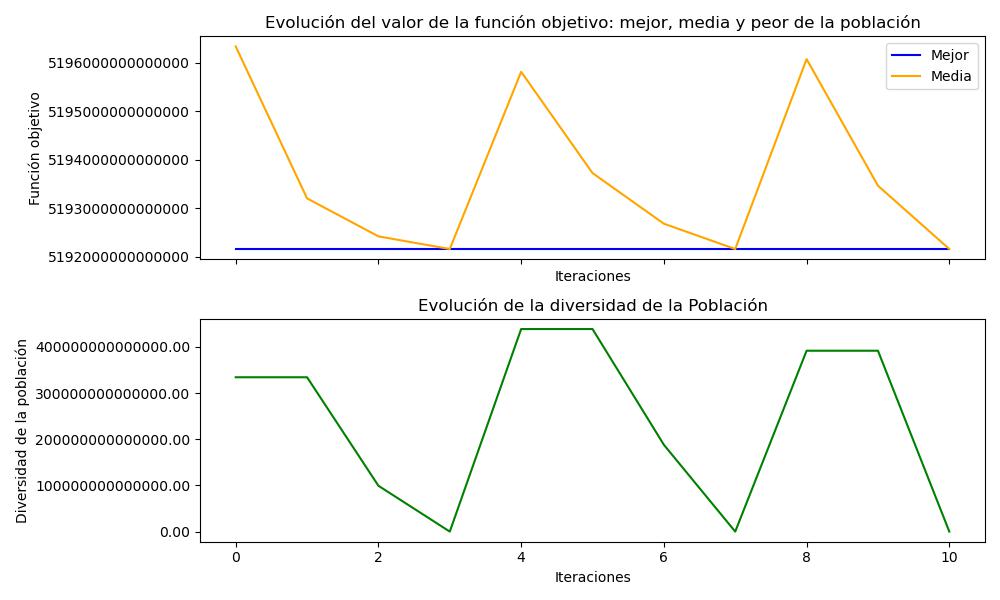 Evolución del valor de la función objetivo: mejor, media y peor de la población
Función objetivo
5196000000000000
5195000000000000
5194000000000000
5193000000000000
5192000000000000
Mejor
Media
Iteraciones
Evolución de la diversidad de la Población
Diversidad de la población
400000000000000.00
300000000000000.00
200000000000000.00
100000000000000.00
0.00
0 2 4 6 8 10
Iteraciones